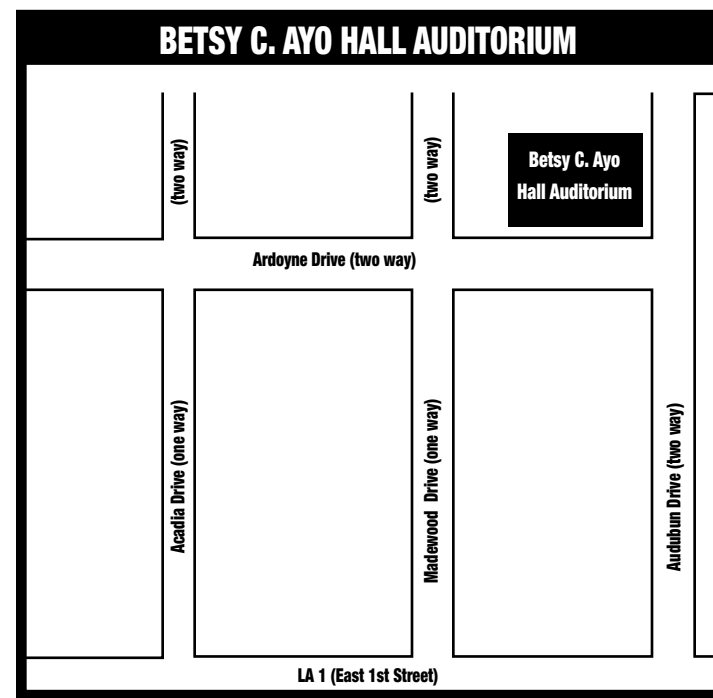 BETSY C. AYO HALL AUDITORIUM
(two way)
(two way)
Betsy C. Ayo
Hall Auditorium
Ardoyne Drive (two way)
Acadia Drive (one way)
Madewood Drive (one way)
Audubun Drive (two way)
LA 1 (East 1st Street)